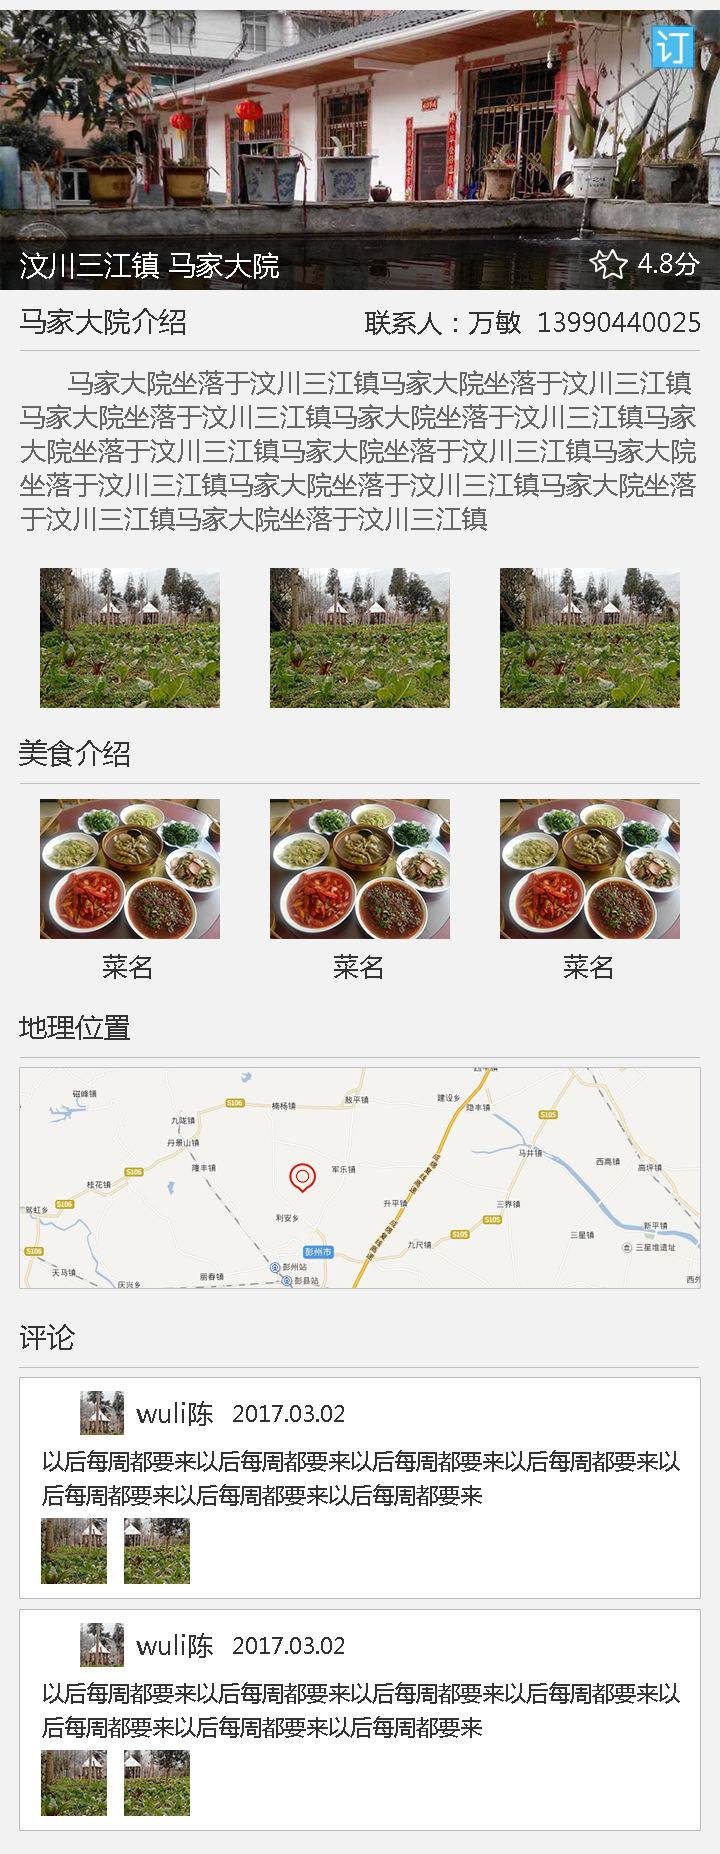 订
汶川三江镇 马家大院
4.8分
马家大院介绍
联系人：万敏 13990440025
马家大院坐落于汶川三江镇马家大院坐落于汶川三江镇
马家大院坐落于汶川三江镇马家大院坐落于汶川三江镇马家
大院坐落于汶川三江镇马家大院坐落于汶川三江镇马家大院
坐落于汶川三江镇马家大院坐落于汶川三江镇马家大院坐落
于汶川三江镇马家大院坐落于汶川三江镇
美食介绍
菜名
菜名
菜名
地理位置
磁峰镇
S106
楠杨镇
敖平镇
建设乡
隐丰镇
S105
九陇镇
丹景山镇
马井镇
隆丰镇
军乐镇
西高镇
高坪镇
S106
桂花镇
升平镇
成绵复线高速
三界镇
S106
驾虹乡
利安乡
S105
新平镇
成绵复线高速
S105
三星镇
S106
彭州市
九尺镇
三星堆遗址
彭州站
天马镇
丽春镇
彭县站
庆兴乡
评论
wuli陈 2017.03.02
以后每周都要来以后每周都要来以后每周都要来以后每周都要来以
后每周都要来以后每周都要来以后每周都要来
wuli陈 2017.03.02
以后每周都要来以后每周都要来以后每周都要来以后每周都要来以
后每周都要来以后每周都要来以后每周都要来